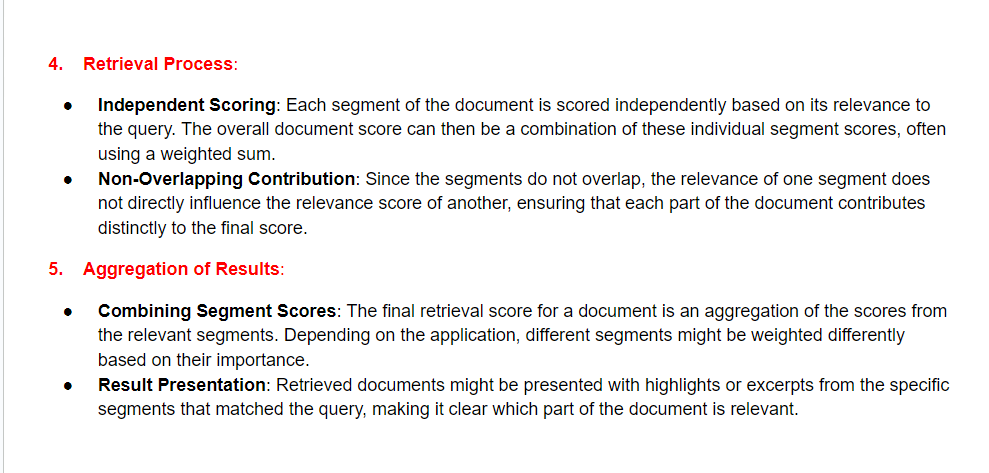 4. Retrieval Process:
● Independent Scoring: Each segment of the document is scored independently based on its relevance to
the query. The overall document score can then be a combination of these individual segment scores, often
using a weighted sum.
● Non-Overlapping Contribution: Since the segments do not overlap, the relevance of one segment does
not directly influence the relevance score of another, ensuring that each part of the document contributes
distinctly to the final score.
5. Aggregation of Results:
● Combining Segment Scores: The final retrieval score for a document is an aggregation of the scores from
the relevant segments. Depending on the application, different segments might be weighted differently
based on their importance.
● Result Presentation: Retrieved documents might be presented with highlights or excerpts from the specific
segments that matched the query, making it clear which part of the document is relevant.